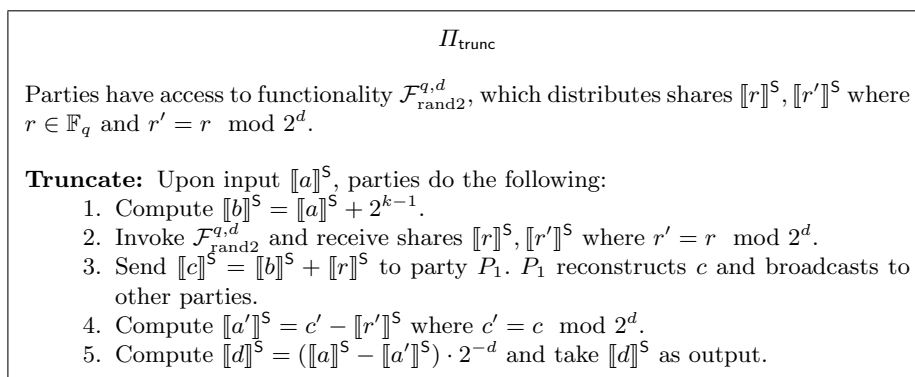 Π_trunc
Parties have access to functionality F^{q,d}_{rand2}, which distributes shares ⟦r⟧^S, ⟦r′⟧^S where
r ∈ F_q and r′ = r mod 2^d.
Truncate: Upon input ⟦a⟧^S, parties do the following:
1. Compute ⟦b⟧^S = ⟦a⟧^S + 2^{k−1}.
2. Invoke F^{q,d}_{rand2} and receive shares ⟦r⟧^S, ⟦r′⟧^S where r′ = r mod 2^d.
3. Send ⟦c⟧^S = ⟦b⟧^S + ⟦r⟧^S to party P_1. P_1 reconstructs c and broadcasts to
other parties.
4. Compute ⟦a′⟧^S = c′ − ⟦r′⟧^S where c′ = c mod 2^d.
5. Compute ⟦d⟧^S = (⟦a⟧^S − ⟦a′⟧^S) · 2^{−d} and take ⟦d⟧^S as output.